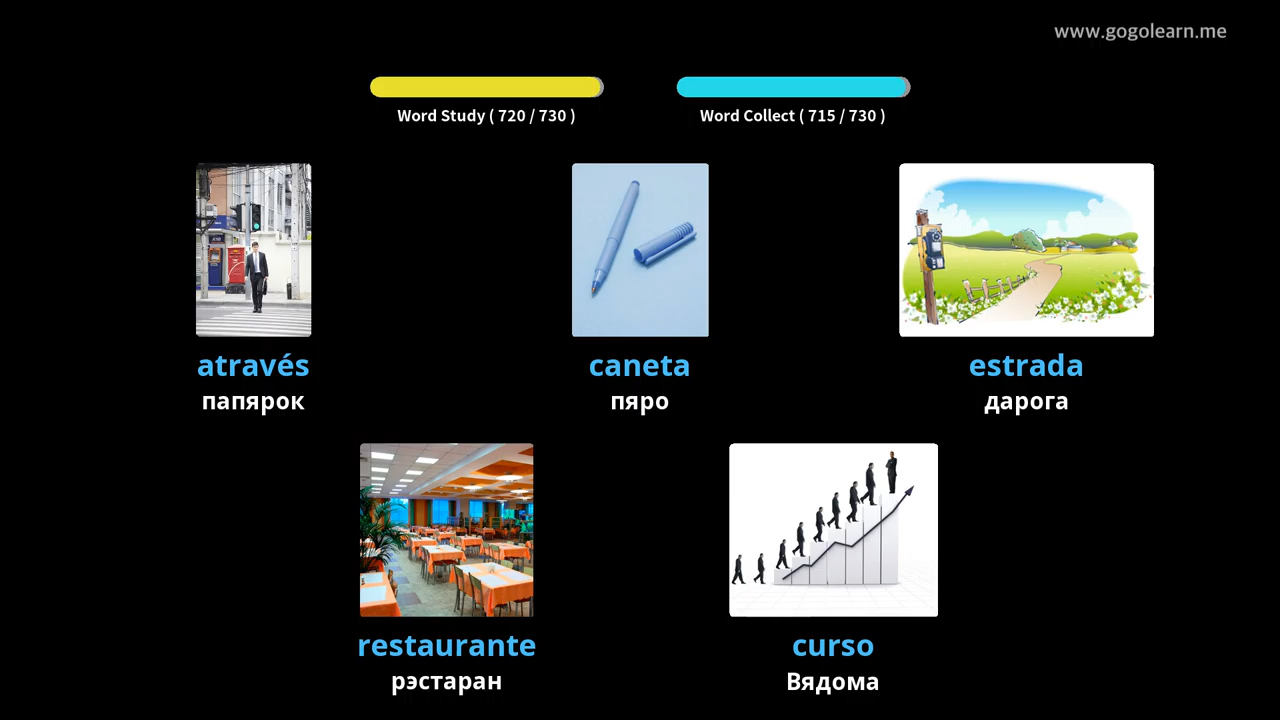 www.gogolearn.me
Word Study ( 720 / 730 )
Word Collect ( 715 / 730 )
através
caneta
estrada
папярок
пяро
дарога
restaurante
curso
рэстаран
Вядома